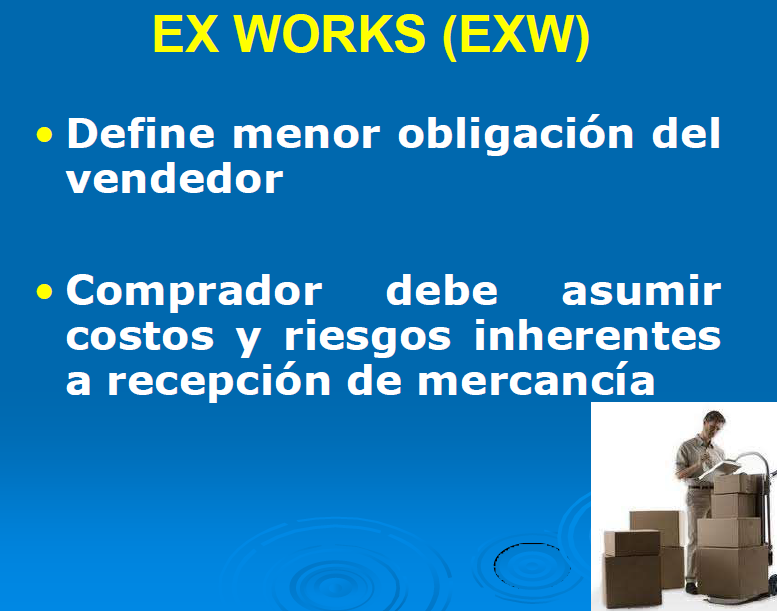 EX WORKS (EXW)
• Define menor obligación del
vendedor
• Comprador debe asumir
costos y riesgos inherentes
a recepción de mercancía